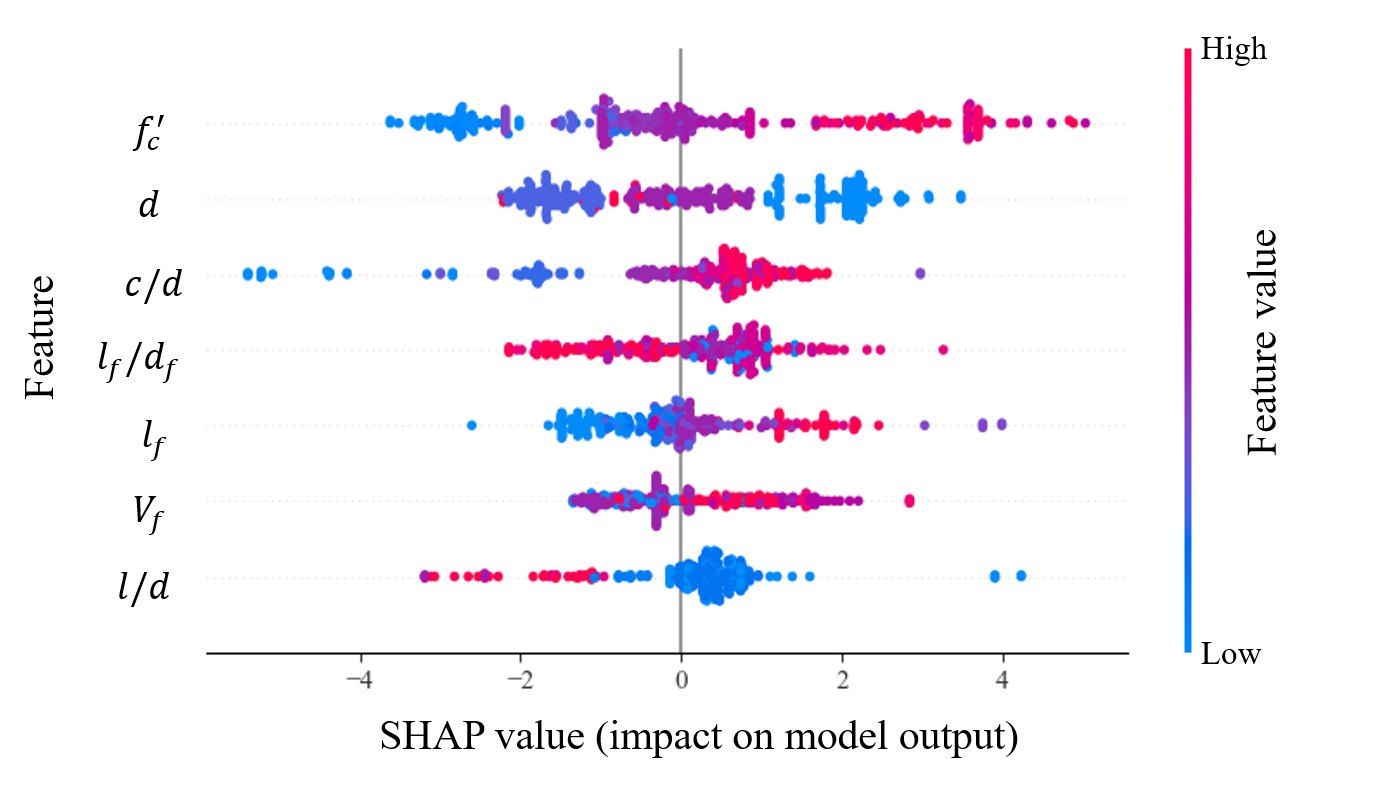 High
f′c
d
c/d
lf/df
lf
Vf
l/d
Feature
Feature value
Low
−4 −2 0 2 4
SHAP value (impact on model output)